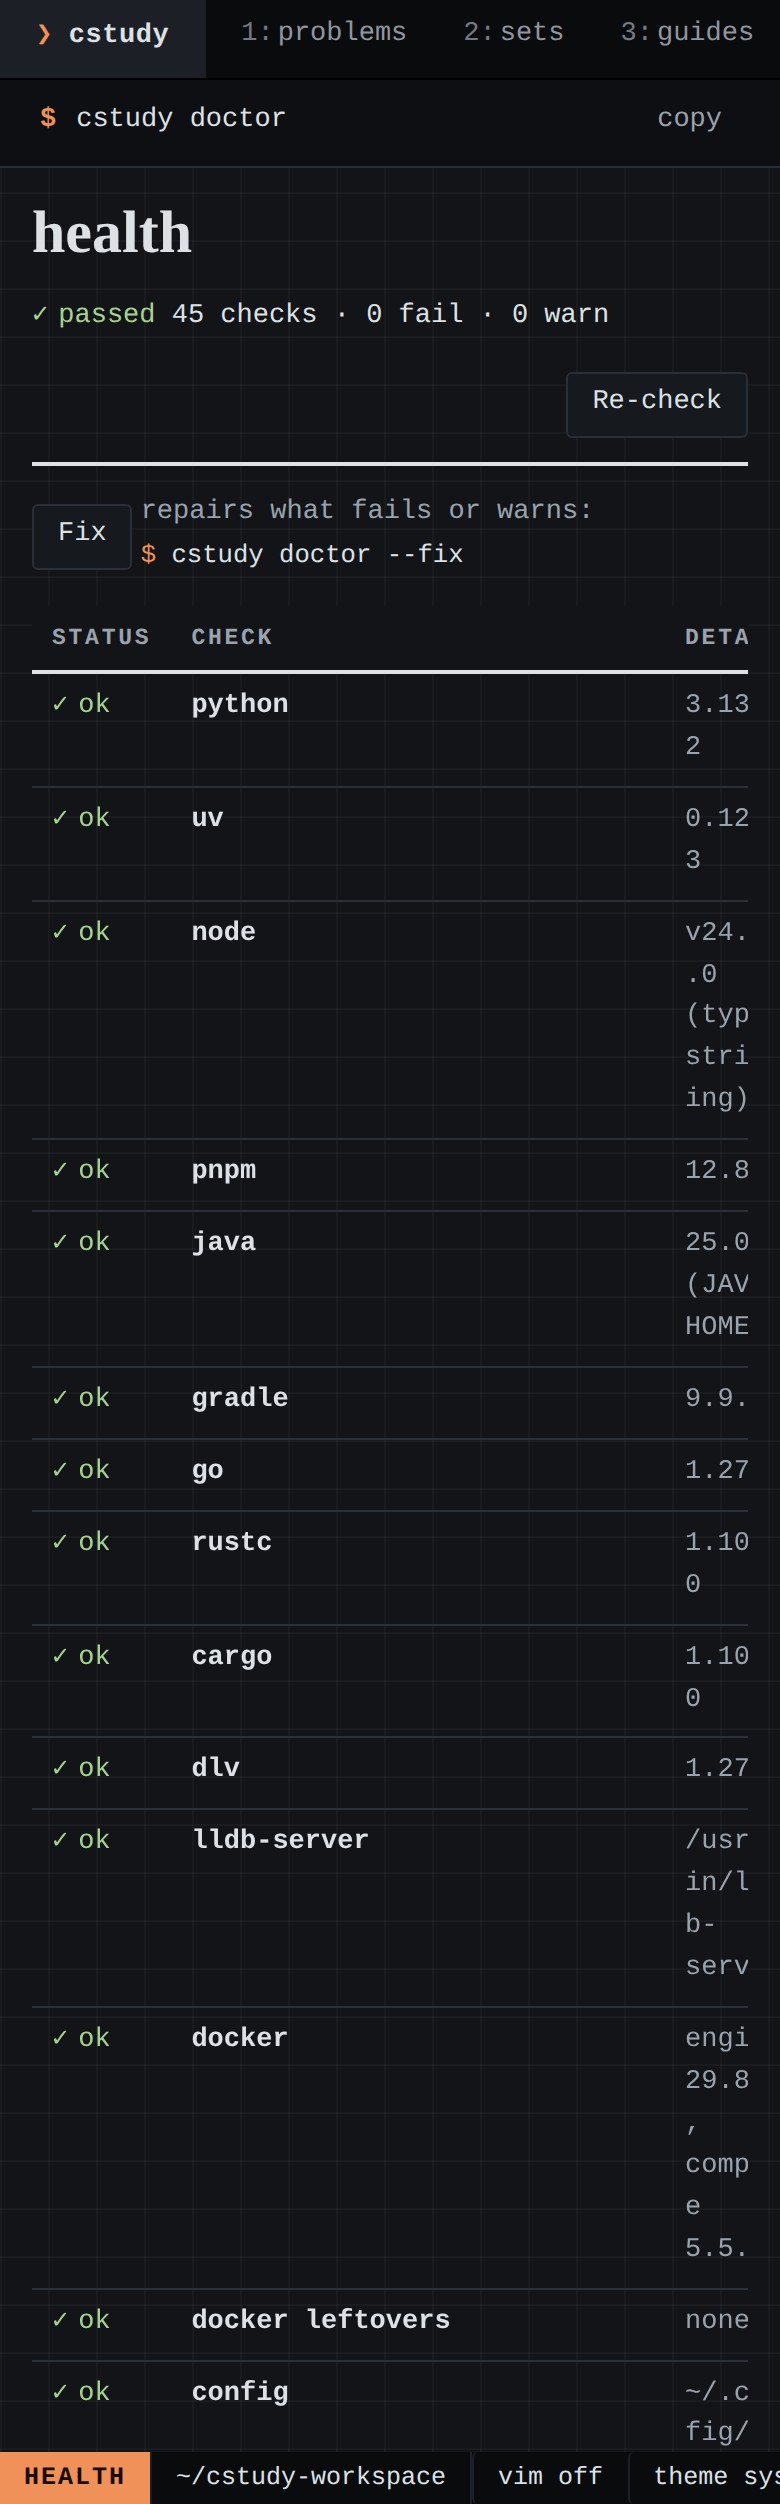 ❯ cstudy 1:problems 2:sets 3:guides
$ cstudy doctor copy
health
✓ passed 45 checks · 0 fail · 0 warn
Re-check
Fix repairs what fails or warns:
$ cstudy doctor --fix
STATUS CHECK DETA
✓ ok python 3.13
2
✓ ok uv 0.12
3
✓ ok node v24.
.0
(typ
stri
ing)
✓ ok pnpm 12.8
✓ ok java 25.0
(JAV
HOME
✓ ok gradle 9.9.
✓ ok go 1.27
✓ ok rustc 1.10
0
✓ ok cargo 1.10
0
✓ ok dlv 1.27
✓ ok lldb-server /usr
in/l
b-
serv
✓ ok docker engi
29.8
,
comp
e
5.5.
✓ ok docker leftovers none
✓ ok config ~/.c
fig/
HEALTH ~/cstudy-workspace vim off theme sys